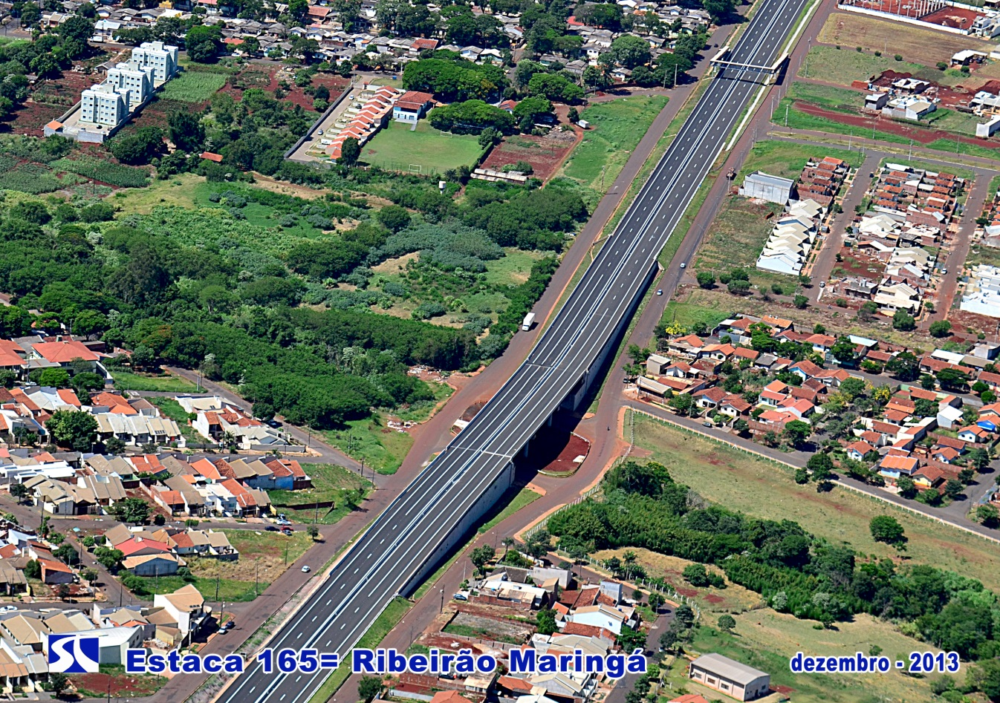 Estaca 165= Ribeirão Maringá
dezembro - 2013